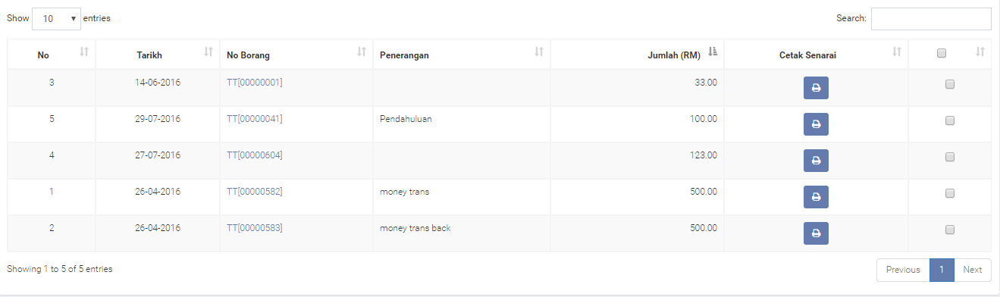 Show 10 entries Search:
No Tarikh No Borang Penerangan Jumlah (RM) Cetak Senarai
3 14-06-2016 TT[00000001] 33.00
5 29-07-2016 TT[00000041] Pendahuluan 100.00
4 27-07-2016 TT[00000604] 123.00
1 26-04-2016 TT[00000582] money trans 500.00
2 26-04-2016 TT[00000583] money trans back 500.00
Showing 1 to 5 of 5 entries Previous 1 Next